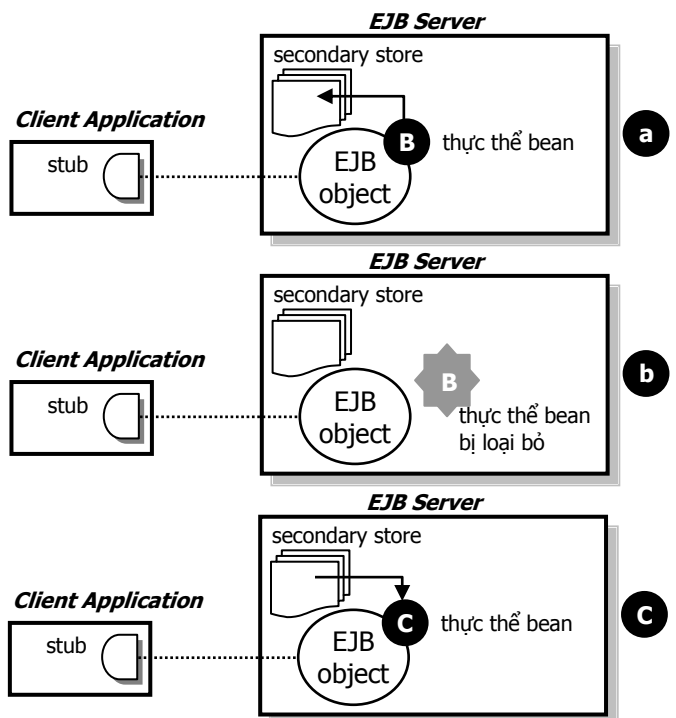 EJB Server
secondary store
Client Application
stub
B
thực thể bean
a
EJB
object
EJB Server
secondary store
Client Application
stub
B
b
EJB
object
thực thể bean
bị loại bỏ
EJB Server
secondary store
Client Application
stub
C
thực thể bean
C
EJB
object